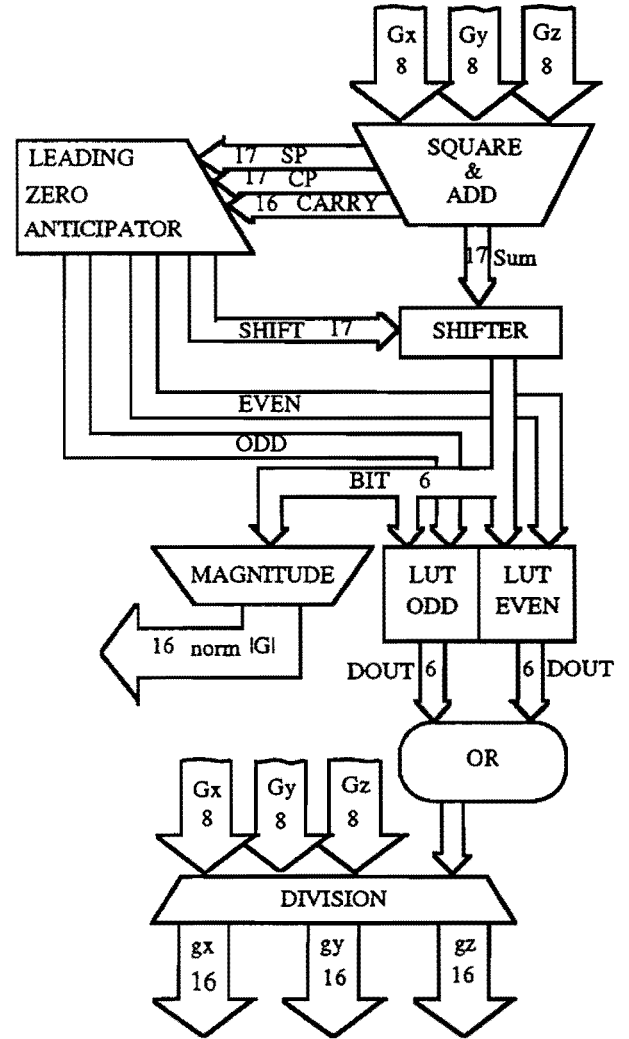 Gx Gy Gz
8 8 8
LEADING
ZERO
ANTICIPATOR
17 SP
17 CP
16 CARRY
SQUARE
&
ADD
17 Sum
SHIFT 17
SHIFTER
EVEN
ODD
BIT 6
MAGNITUDE
LUT
ODD
LUT
EVEN
16 norm |G|
DOUT 6
6 DOUT
OR
Gx Gy Gz
8 8 8
DIVISION
gx gy gz
16 16 16